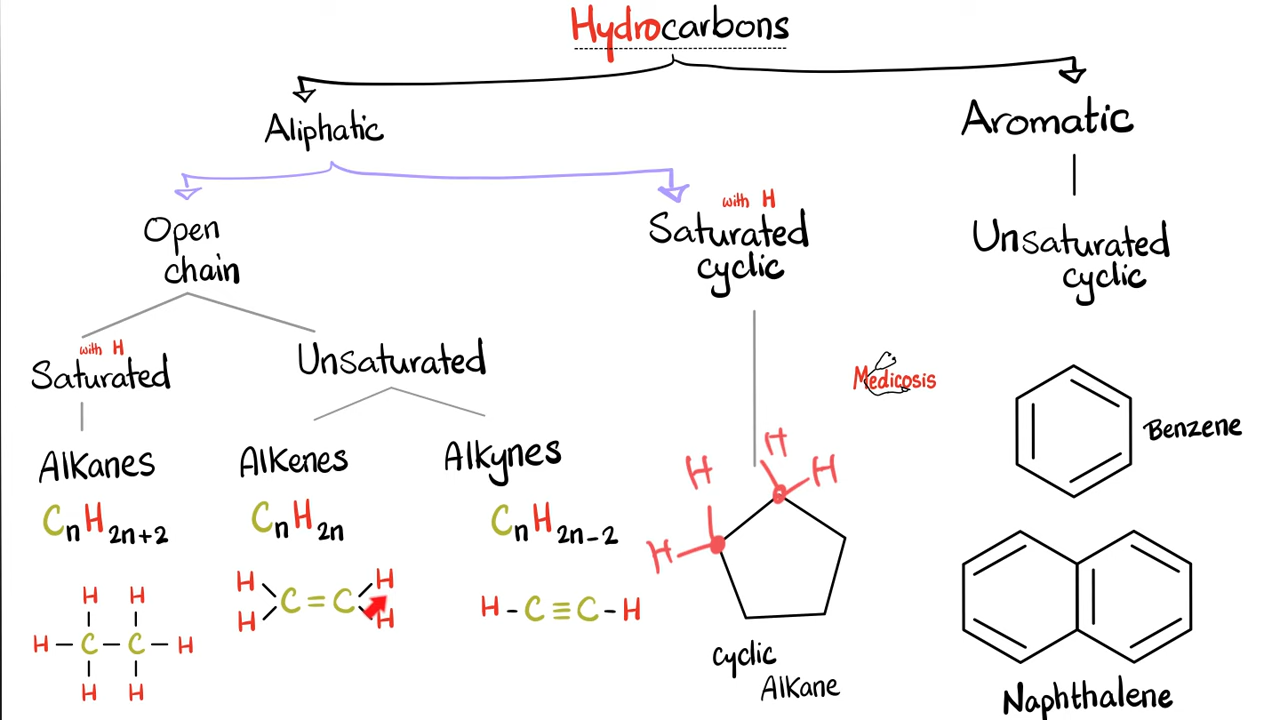 Hydrocarbons
Aliphatic
Aromatic
Open
chain
with H
Saturated
cyclic
Unsaturated
cyclic
with H
Saturated
Unsaturated
Medicosis
Alkanes
Alkenes
Alkynes
Benzene
CnH2n+2
CnH2n
CnH2n-2
H H
H-C-C-H
H H
H H
C=C
H H
H-C≡C-H
H H
H
H
cyclic
Alkane
Naphthalene